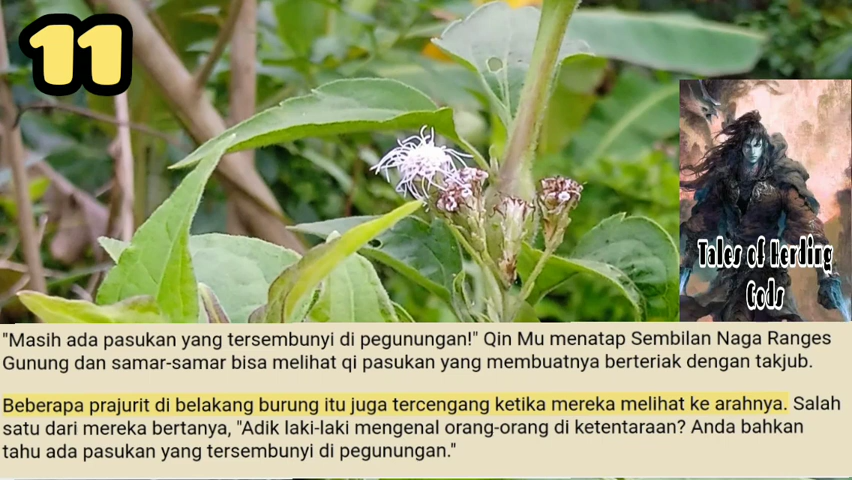 11
Tales of Herding
Gods
"Masih ada pasukan yang tersembunyi di pegunungan!" Qin Mu menatap Sembilan Naga Ranges
Gunung dan samar-samar bisa melihat qi pasukan yang membuatnya berteriak dengan takjub.
Beberapa prajurit di belakang burung itu juga tercengang ketika mereka melihat ke arahnya. Salah
satu dari mereka bertanya, "Adik laki-laki mengenal orang-orang di ketentaraan? Anda bahkan
tahu ada pasukan yang tersembunyi di pegunungan."